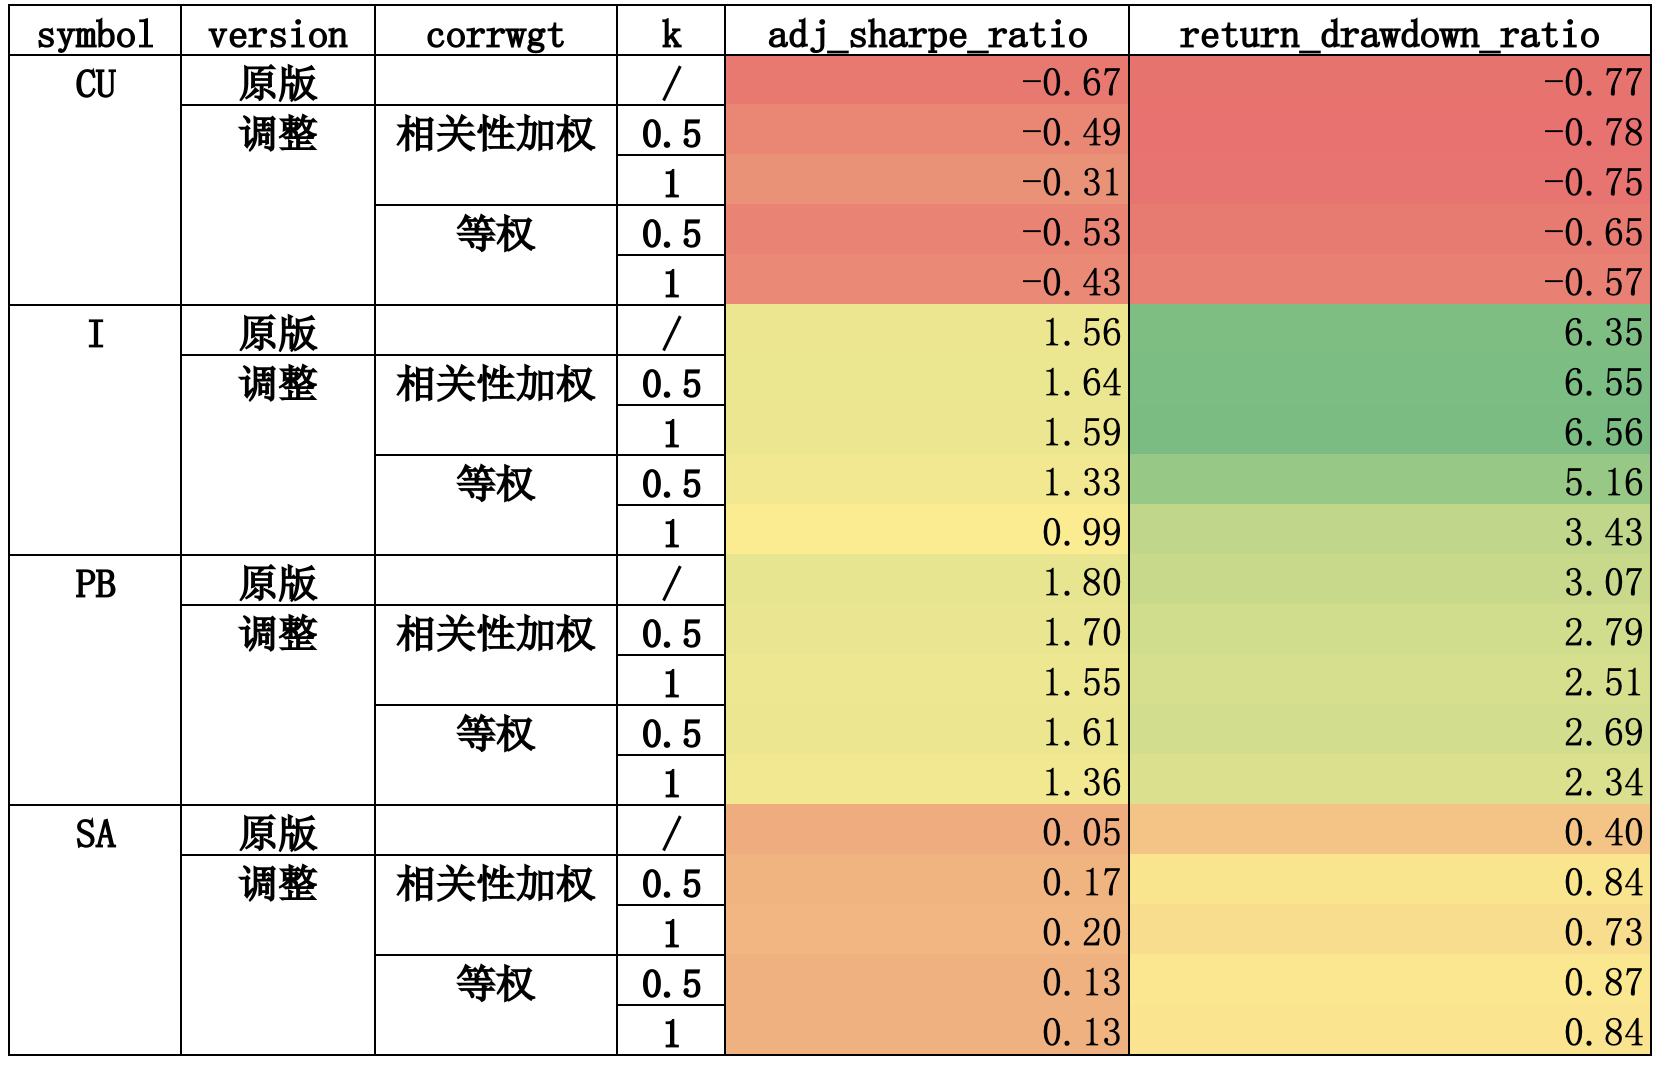 symbol version corrwgt k adj_sharpe_ratio return_drawdown_ratio
CU 原版 / -0.67 -0.77
调整 相关性加权 0.5 -0.49 -0.78
1 -0.31 -0.75
等权 0.5 -0.53 -0.65
1 -0.43 -0.57
I 原版 / 1.56 6.35
调整 相关性加权 0.5 1.64 6.55
1 1.59 6.56
等权 0.5 1.33 5.16
1 0.99 3.43
PB 原版 / 1.80 3.07
调整 相关性加权 0.5 1.70 2.79
1 1.55 2.51
等权 0.5 1.61 2.69
1 1.36 2.34
SA 原版 / 0.05 0.40
调整 相关性加权 0.5 0.17 0.84
1 0.20 0.73
等权 0.5 0.13 0.87
1 0.13 0.84